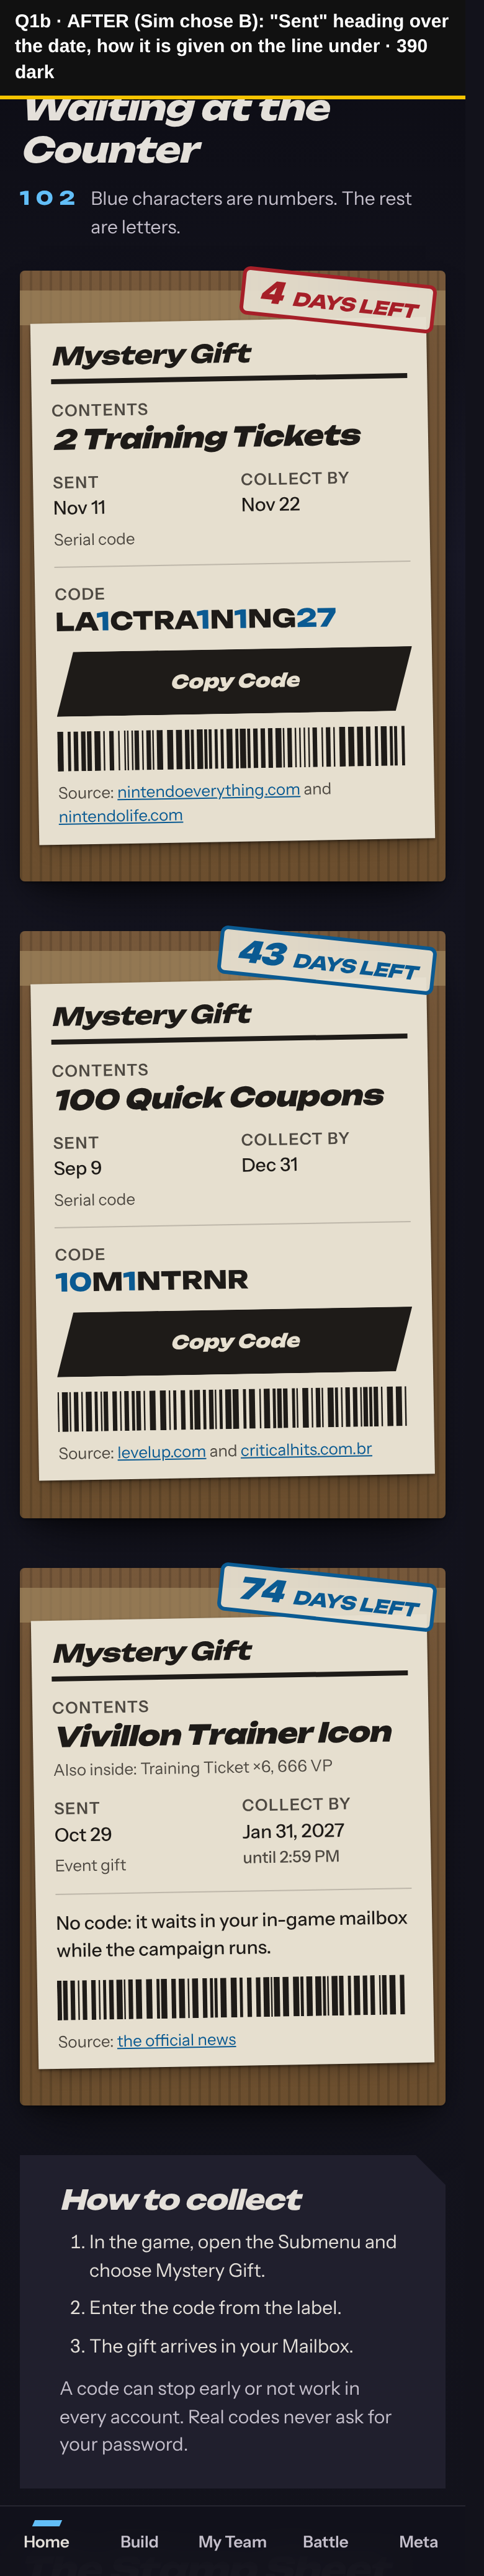 Q1b · AFTER (Sim chose B): "Sent" heading over
the date, how it is given on the line under · 390
dark
Waiting at the
Counter
102 Blue characters are numbers. The rest
are letters.
4 DAYS LEFT
Mystery Gift
CONTENTS
2 Training Tickets
SENT COLLECT BY
Nov 11 Nov 22
Serial code
CODE
LA1CTRA1N1NG27
Copy Code
Source: nintendoeverything.com and
nintendolife.com
43 DAYS LEFT
Mystery Gift
CONTENTS
100 Quick Coupons
SENT COLLECT BY
Sep 9 Dec 31
Serial code
CODE
10M1NTRNR
Copy Code
Source: levelup.com and criticalhits.com.br
74 DAYS LEFT
Mystery Gift
CONTENTS
Vivillon Trainer Icon
Also inside: Training Ticket ×6, 666 VP
SENT COLLECT BY
Oct 29 Jan 31, 2027
Event gift until 2:59 PM
No code: it waits in your in-game mailbox
while the campaign runs.
Source: the official news
How to collect
1. In the game, open the Submenu and
choose Mystery Gift.
2. Enter the code from the label.
3. The gift arrives in your Mailbox.
A code can stop early or not work in
every account. Real codes never ask for
your password.
Home Build My Team Battle Meta